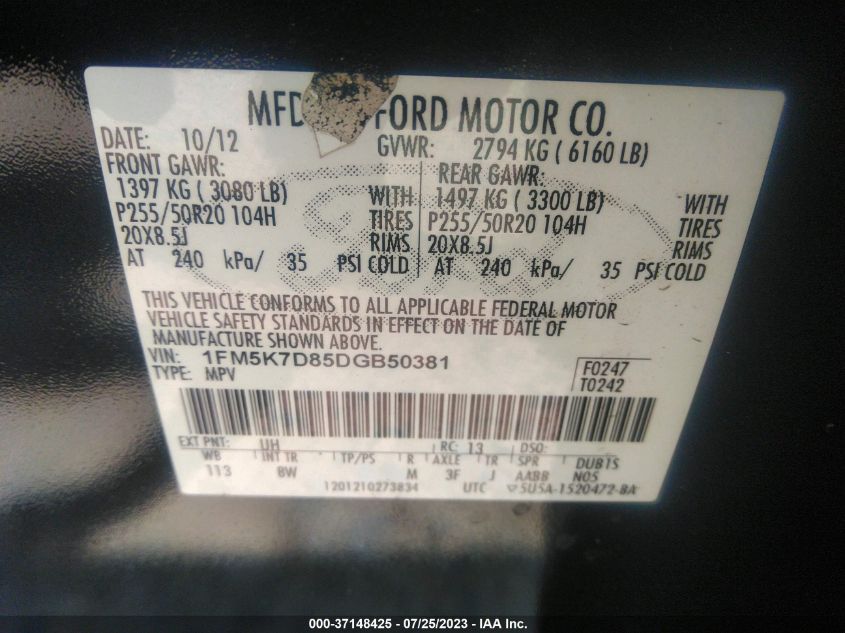 MFD FORD MOTOR CO.
DATE: 10/12 GVWR: 2794 KG ( 6160 LB)
FRONT GAWR: REAR GAWR:
1397 KG ( 3080 LB) WITH 1497 KG ( 3300 LB) WITH
P255/50R20 104H TIRES P255/50R20 104H TIRES
20X8.5J RIMS 20X8.5J RIMS
AT 240 kPa/ 35 PSI COLD AT 240 kPa/ 35 PSI COLD
THIS VEHICLE CONFORMS TO ALL APPLICABLE FEDERAL MOTOR
VEHICLE SAFETY STANDARDS IN EFFECT ON THE DATE OF
MANUFACTURE SHOWN ABOVE.
VIN: 1FM5K7D85DGB50381 F0247
TYPE: MPV T0242
EXT PNT: UH RC: 13 DSO:
WB INT TR TP/PS R AXLE TR SPR DUB1S
113 BW M 3F J AABB N05
1201210273834 UTC 5U5A-1520472-BA
000-37148425 / 07/25/2023 - IAA Inc.